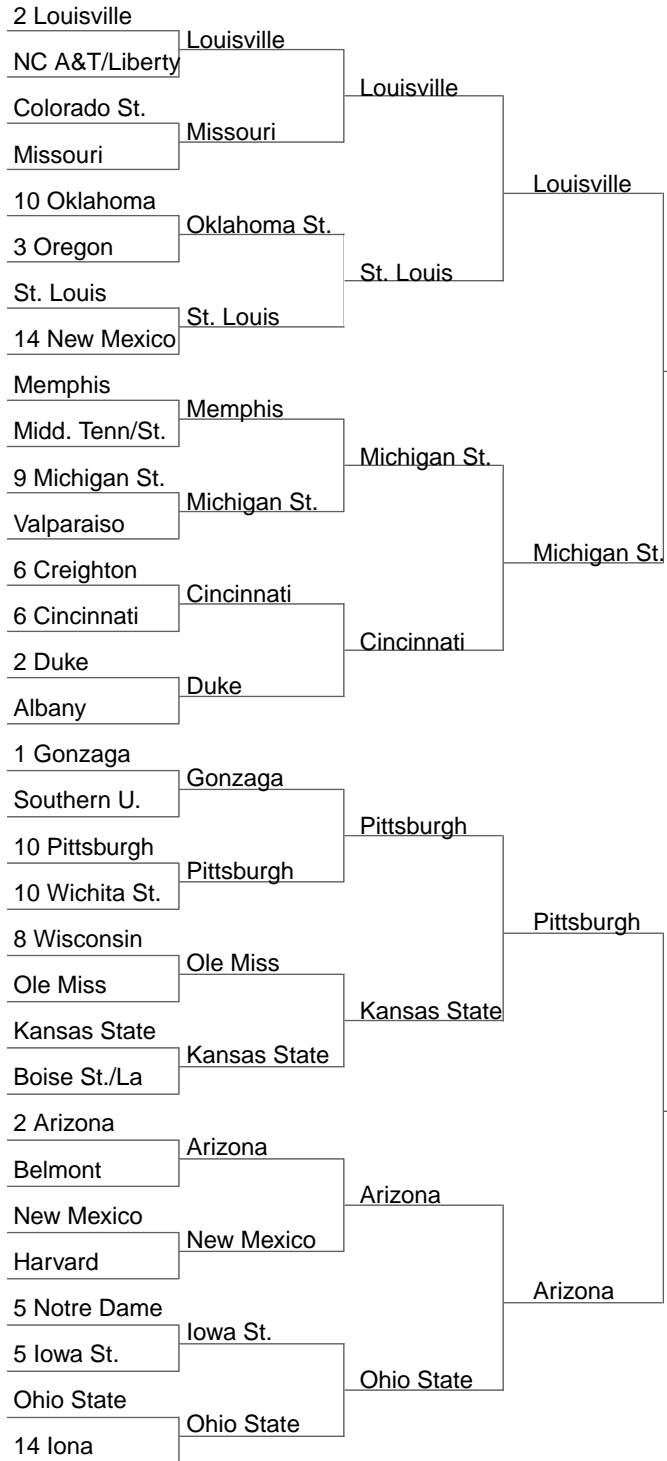 2 Louisville
NC A&T/Liberty
Colorado St.
Missouri
10 Oklahoma
3 Oregon
St. Louis
14 New Mexico
Memphis
Midd. Tenn/St.
9 Michigan St.
Valparaiso
6 Creighton
6 Cincinnati
2 Duke
Albany
1 Gonzaga
Southern U.
10 Pittsburgh
10 Wichita St.
8 Wisconsin
Ole Miss
Kansas State
Boise St./La
2 Arizona
Belmont
New Mexico
Harvard
5 Notre Dame
5 Iowa St.
Ohio State
14 Iona
Louisville
Missouri
Oklahoma St.
St. Louis
Memphis
Michigan St.
Cincinnati
Duke
Gonzaga
Pittsburgh
Ole Miss
Kansas State
Arizona
New Mexico
Iowa St.
Ohio State
Louisville
St. Louis
Michigan St.
Cincinnati
Pittsburgh
Kansas State
Arizona
Ohio State
Louisville
Michigan St.
Pittsburgh
Arizona